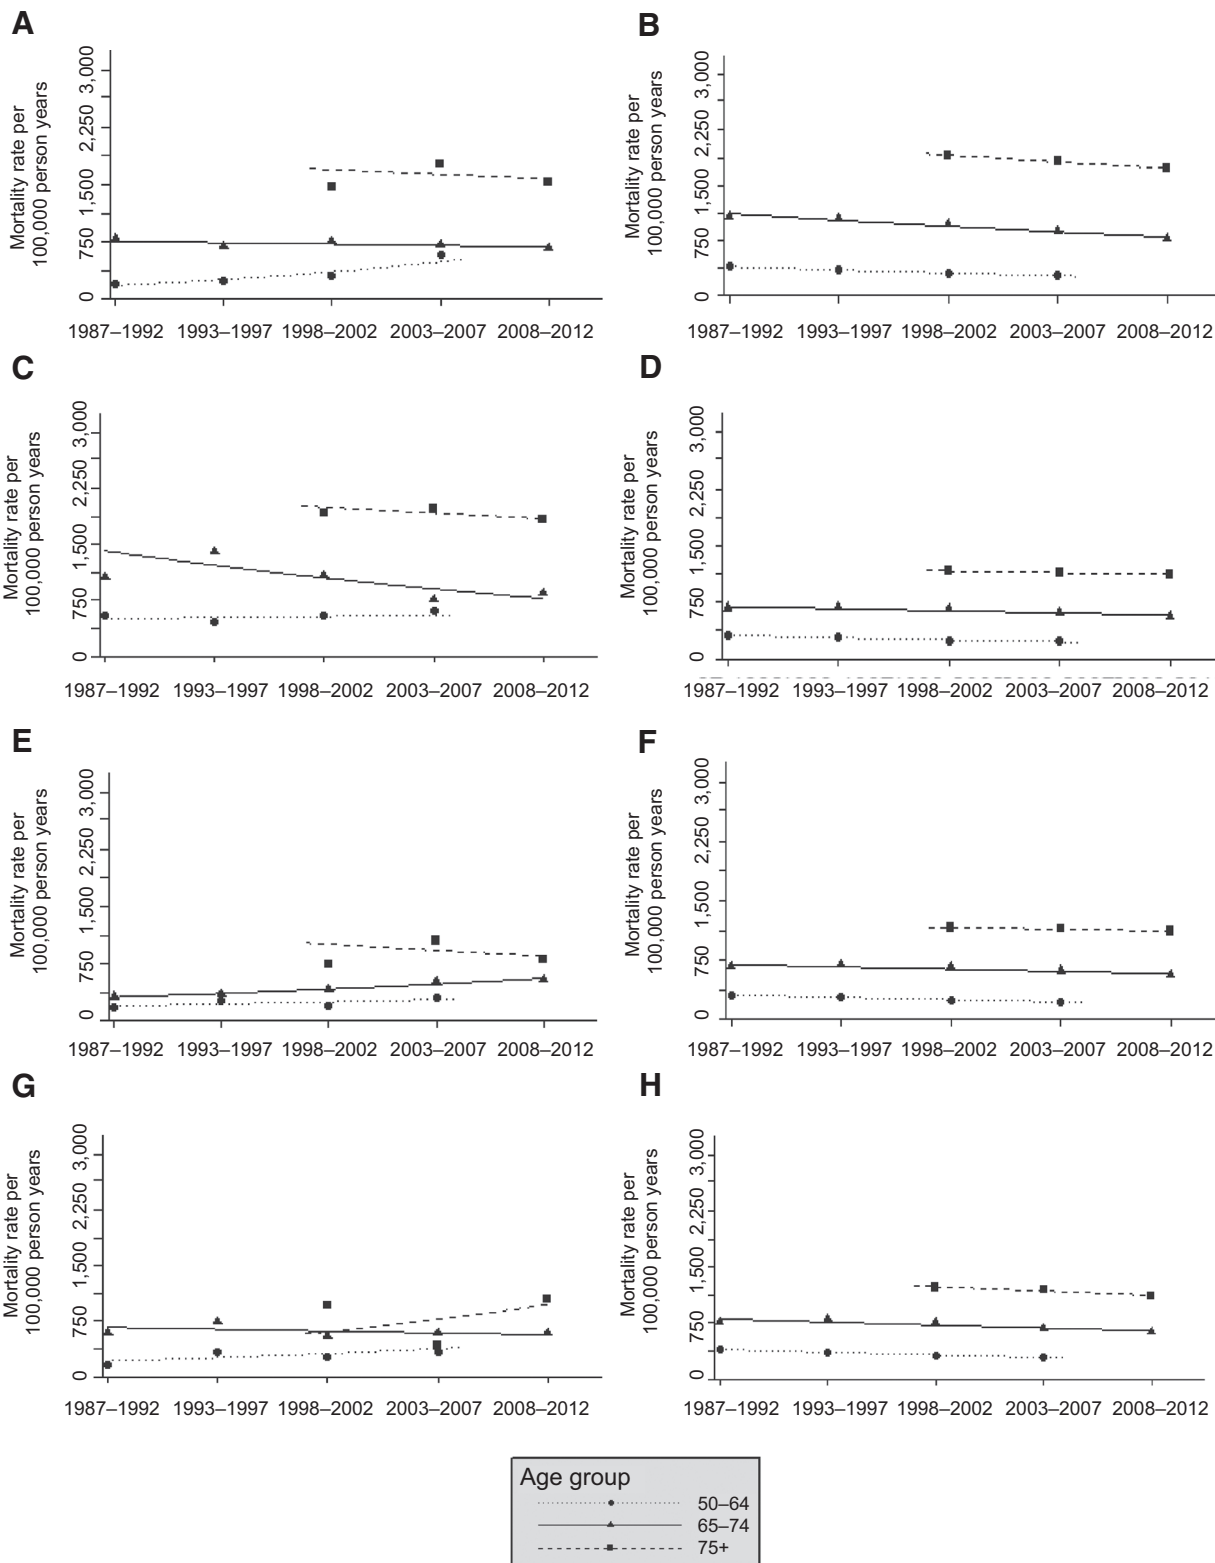 A
Mortality rate per
100,000 person years
3,000
2,250
1,500
750
0
1987–1992 1993–1997 1998–2002 2003–2007 2008–2012
B
Mortality rate per
100,000 person years
3,000
2,250
1,500
750
0
1987–1992 1993–1997 1998–2002 2003–2007 2008–2012
C
Mortality rate per
100,000 person years
3,000
2,250
1,500
750
0
1987–1992 1993–1997 1998–2002 2003–2007 2008–2012
D
Mortality rate per
100,000 person years
3,000
2,250
1,500
750
0
1987–1992 1993–1997 1998–2002 2003–2007 2008–2012
E
Mortality rate per
100,000 person years
3,000
2,250
1,500
750
0
1987–1992 1993–1997 1998–2002 2003–2007 2008–2012
F
Mortality rate per
100,000 person years
3,000
2,250
1,500
750
0
1987–1992 1993–1997 1998–2002 2003–2007 2008–2012
G
Mortality rate per
100,000 person years
3,000
2,250
1,500
750
0
1987–1992 1993–1997 1998–2002 2003–2007 2008–2012
H
Mortality rate per
100,000 person years
3,000
2,250
1,500
750
0
1987–1992 1993–1997 1998–2002 2003–2007 2008–2012
Age group
50–64
65–74
75+